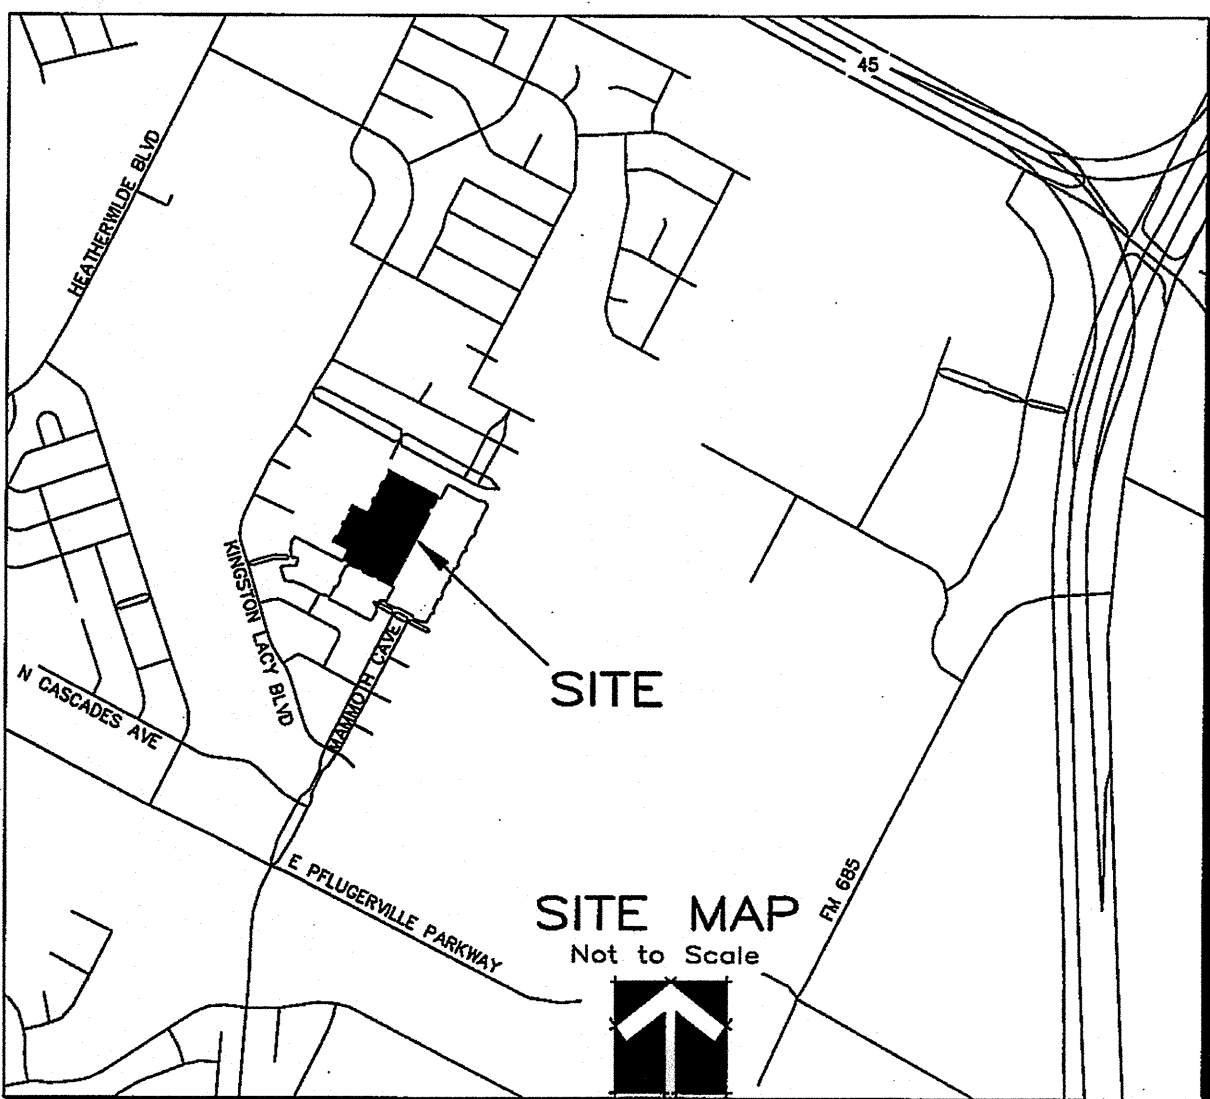 45
HEATHERWILDE BLVD
KINGSTON LACY BLVD
SITE
MAMMOTH CAVE
N CASCADES AVE
E PFLUGERVILLE PARKWAY
FM 685
SITE MAP
Not to Scale